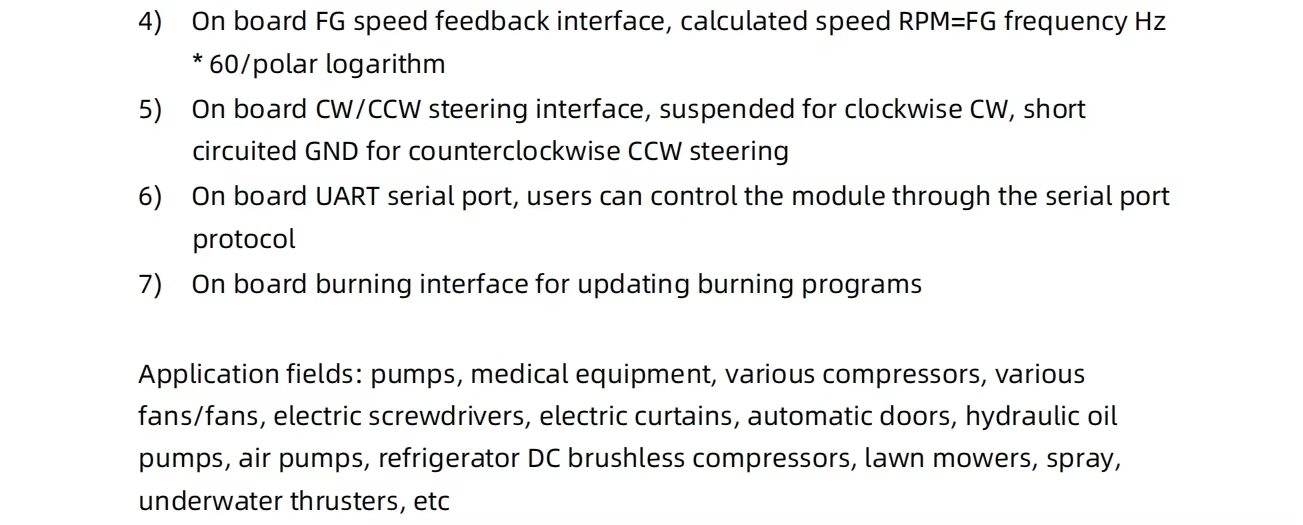 4) On board FG speed feedback interface, calculated speed RPM=FG frequency Hz
* 60/polar logarithm
5) On board CW/CCW steering interface, suspended for clockwise CW, short
circuited GND for counterclockwise CCW steering
6) On board UART serial port, users can control the module through the serial port
protocol
7) On board burning interface for updating burning programs
Application fields: pumps, medical equipment, various compressors, various
fans/fans, electric screwdrivers, electric curtains, automatic doors, hydraulic oil
pumps, air pumps, refrigerator DC brushless compressors, lawn mowers, spray,
underwater thrusters, etc